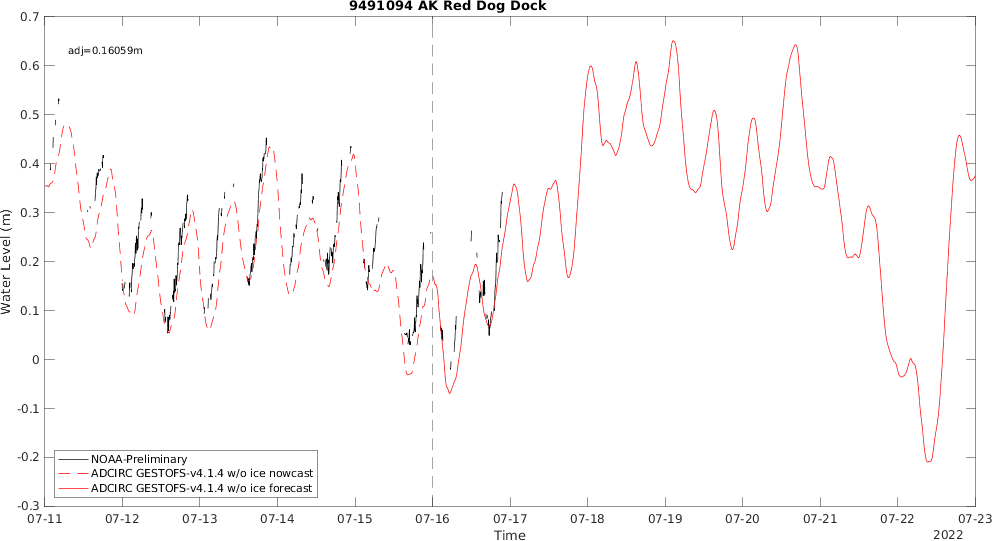 9491094 AK Red Dog Dock
adj=0.16059m
Water Level (m)
0.7
0.6
0.5
0.4
0.3
0.2
0.1
0
-0.1
-0.2
-0.3
NOAA-Preliminary
ADCIRC GESTOFS-v4.1.4 w/o ice nowcast
ADCIRC GESTOFS-v4.1.4 w/o ice forecast
07-11 07-12 07-13 07-14 07-15 07-16 07-17 07-18 07-19 07-20 07-21 07-22 07-23
Time
2022